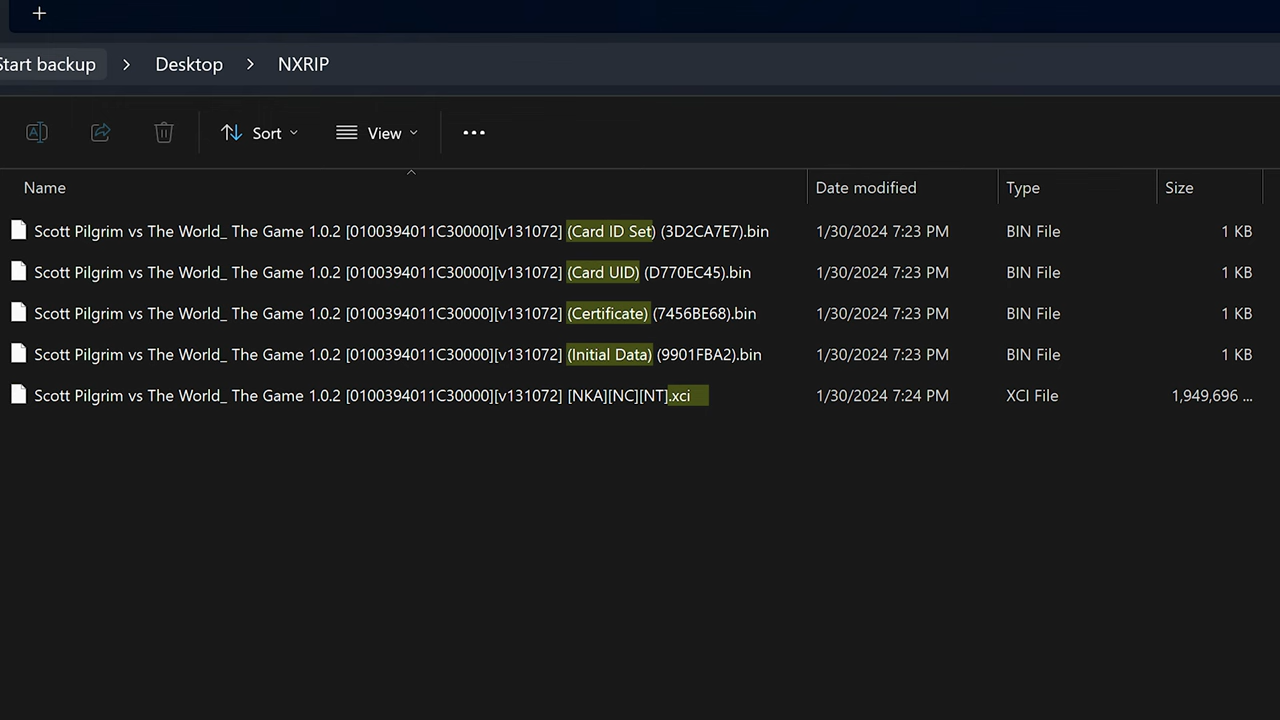 Start backup > Desktop > NXRIP
Sort View
Name Date modified Type Size
Scott Pilgrim vs The World_ The Game 1.0.2 [0100394011C30000][v131072] (Card ID Set) (3D2CA7E7).bin 1/30/2024 7:23 PM BIN File 1 KB
Scott Pilgrim vs The World_ The Game 1.0.2 [0100394011C30000][v131072] (Card UID) (D770EC45).bin 1/30/2024 7:23 PM BIN File 1 KB
Scott Pilgrim vs The World_ The Game 1.0.2 [0100394011C30000][v131072] (Certificate) (7456BE68).bin 1/30/2024 7:23 PM BIN File 1 KB
Scott Pilgrim vs The World_ The Game 1.0.2 [0100394011C30000][v131072] (Initial Data) (9901FBA2).bin 1/30/2024 7:23 PM BIN File 1 KB
Scott Pilgrim vs The World_ The Game 1.0.2 [0100394011C30000][v131072] [NKA][NC][NT].xci 1/30/2024 7:24 PM XCI File 1,949,696 ...